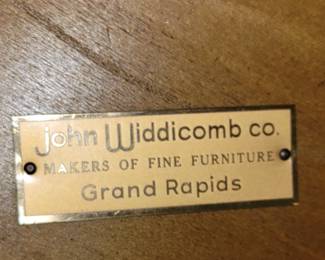 John Widdicomb co.
MAKERS OF FINE FURNITURE
Grand Rapids